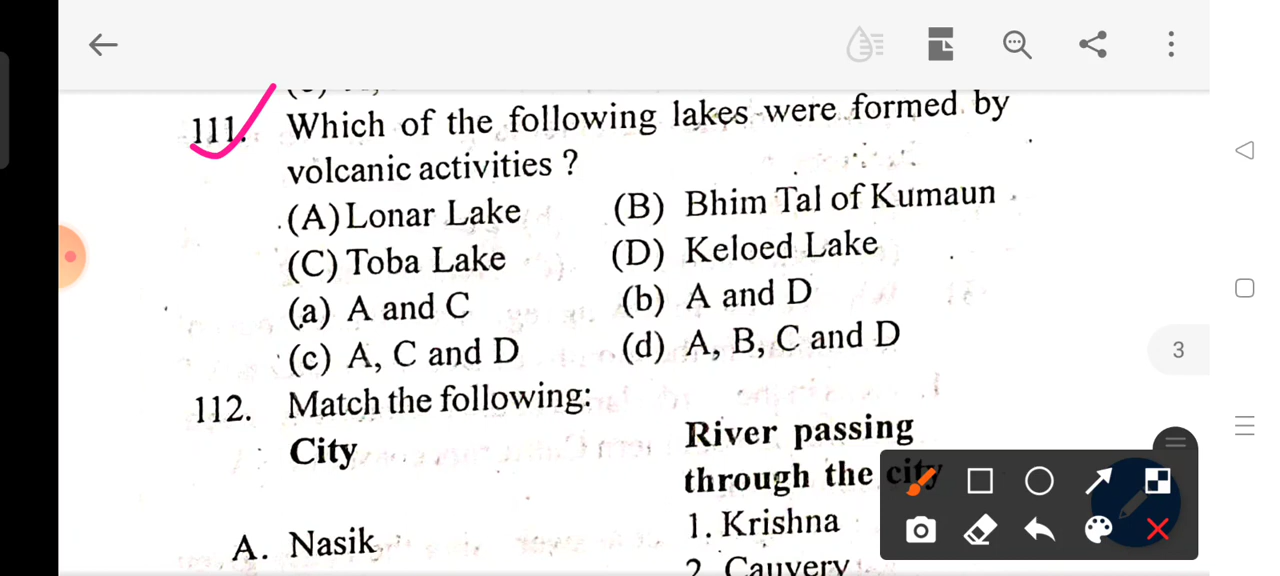 111. Which of the following lakes were formed by
volcanic activities ?
(A) Lonar Lake (B) Bhim Tal of Kumaun
(C) Toba Lake (D) Keloed Lake
(a) A and C (b) A and D
(c) A, C and D (d) A, B, C and D
112. Match the following:
City River passing
through the city
A. Nasik 1. Krishna
2. Cauvery
3